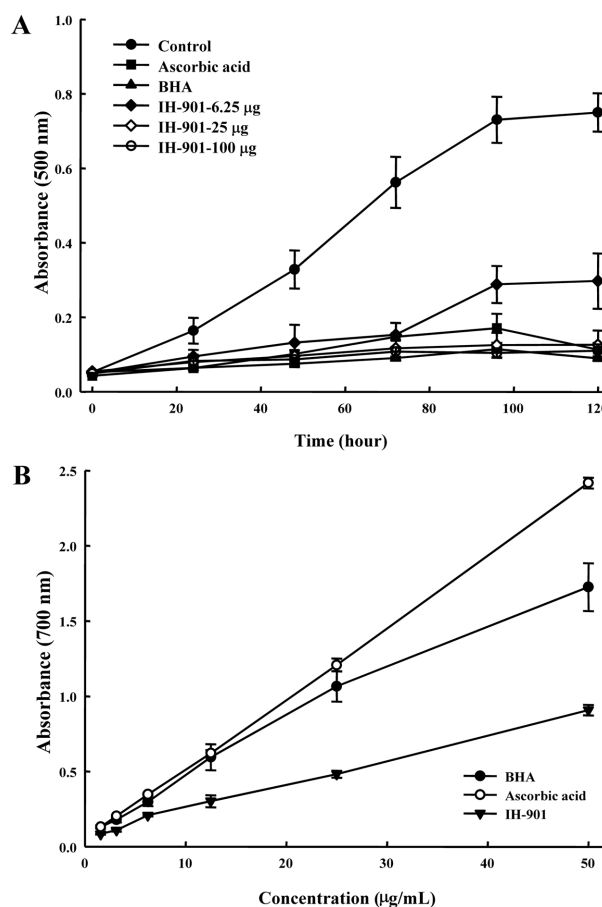 A
1.0
0.8
0.6
0.4
0.2
0.0
Absorbance (500 nm)
Control
Ascorbic acid
BHA
IH-901-6.25 μg
IH-901-25 μg
IH-901-100 μg
0 20 40 60 80 100 120
Time (hour)
B
2.5
2.0
1.5
1.0
0.5
0.0
Absorbance (700 nm)
BHA
Ascorbic acid
IH-901
0 10 20 30 40 50
Concentration (μg/mL)